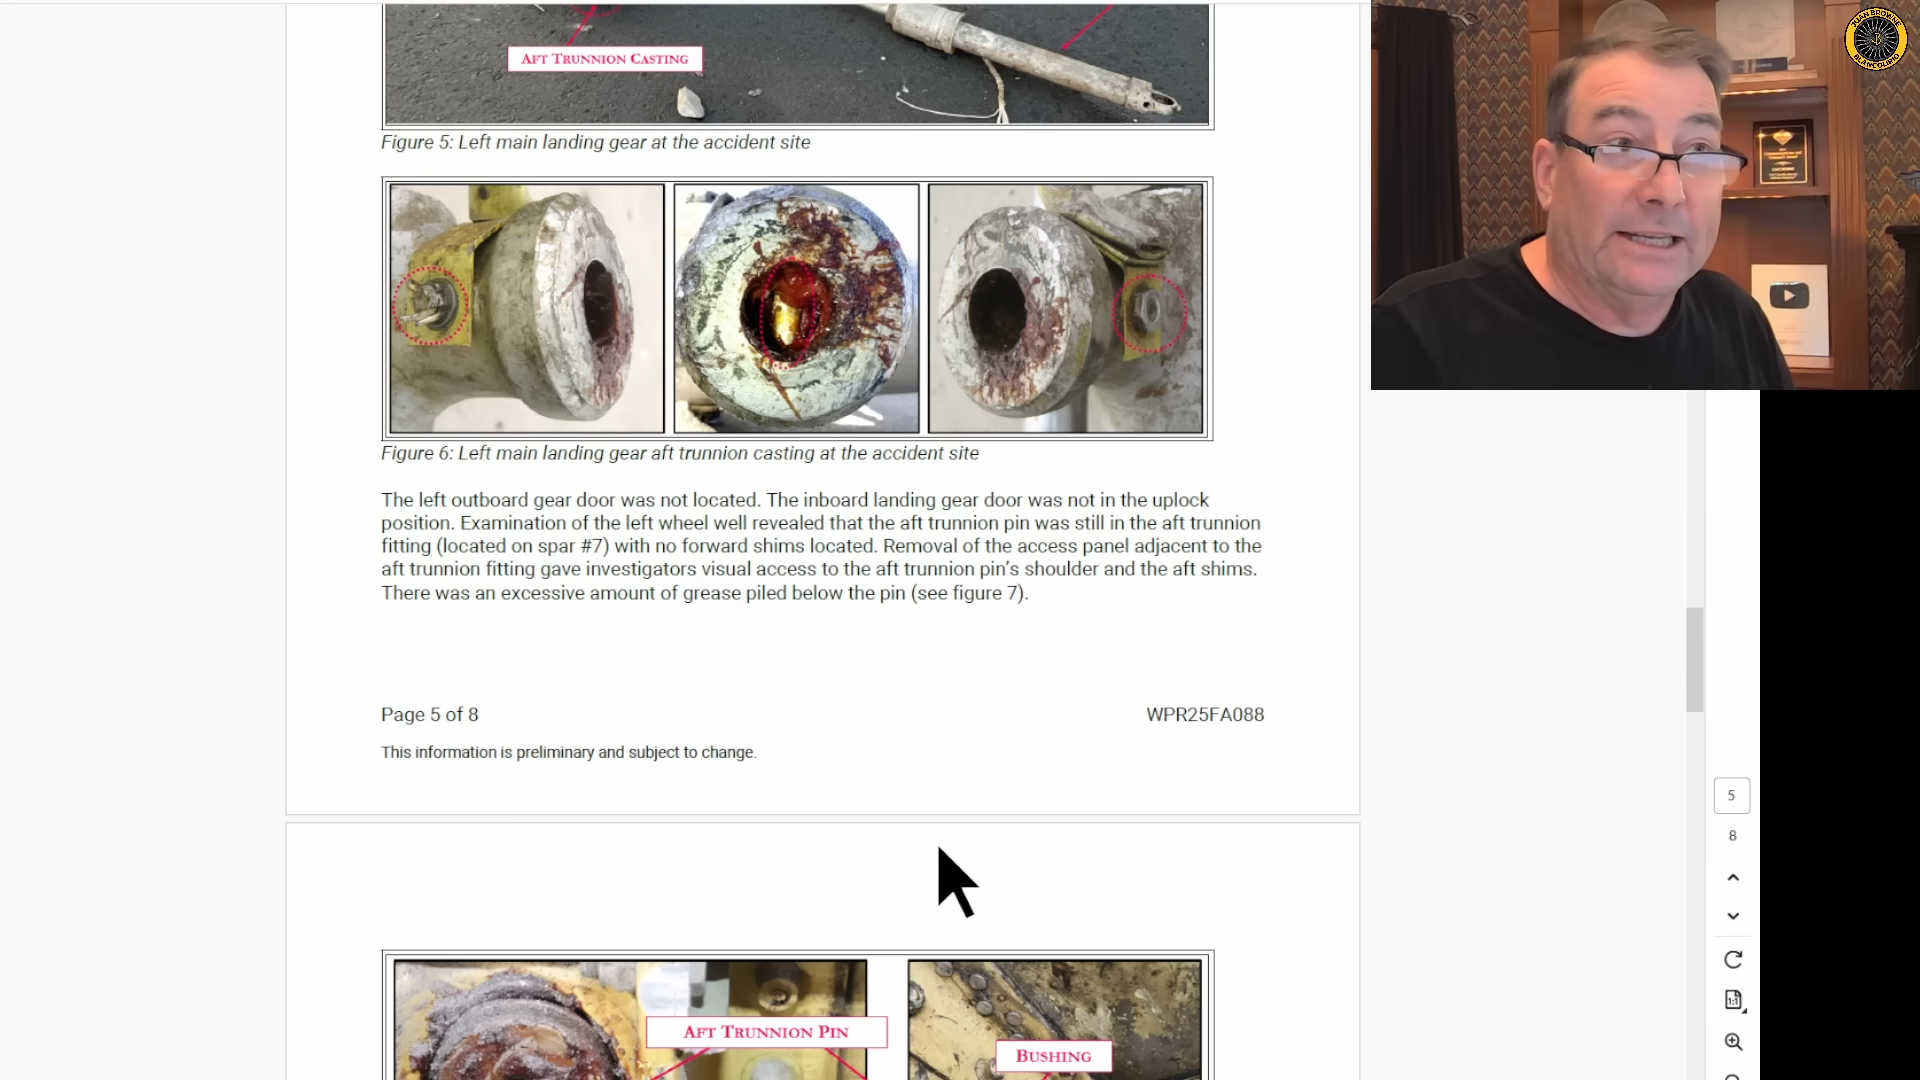 JUAN BROWNE
BLANCOLIRIO
AFT TRUNNION CASTING
Figure 5: Left main landing gear at the accident site
Figure 6: Left main landing gear aft trunnion casting at the accident site
The left outboard gear door was not located. The inboard landing gear door was not in the uplock
position. Examination of the left wheel well revealed that the aft trunnion pin was still in the aft trunnion
fitting (located on spar #7) with no forward shims located. Removal of the access panel adjacent to the
aft trunnion fitting gave investigators visual access to the aft trunnion pin's shoulder and the aft shims.
There was an excessive amount of grease piled below the pin (see figure 7).
Page 5 of 8
WPR25FA088
This information is preliminary and subject to change.
5
8
1:1
AFT TRUNNION PIN
BUSHING